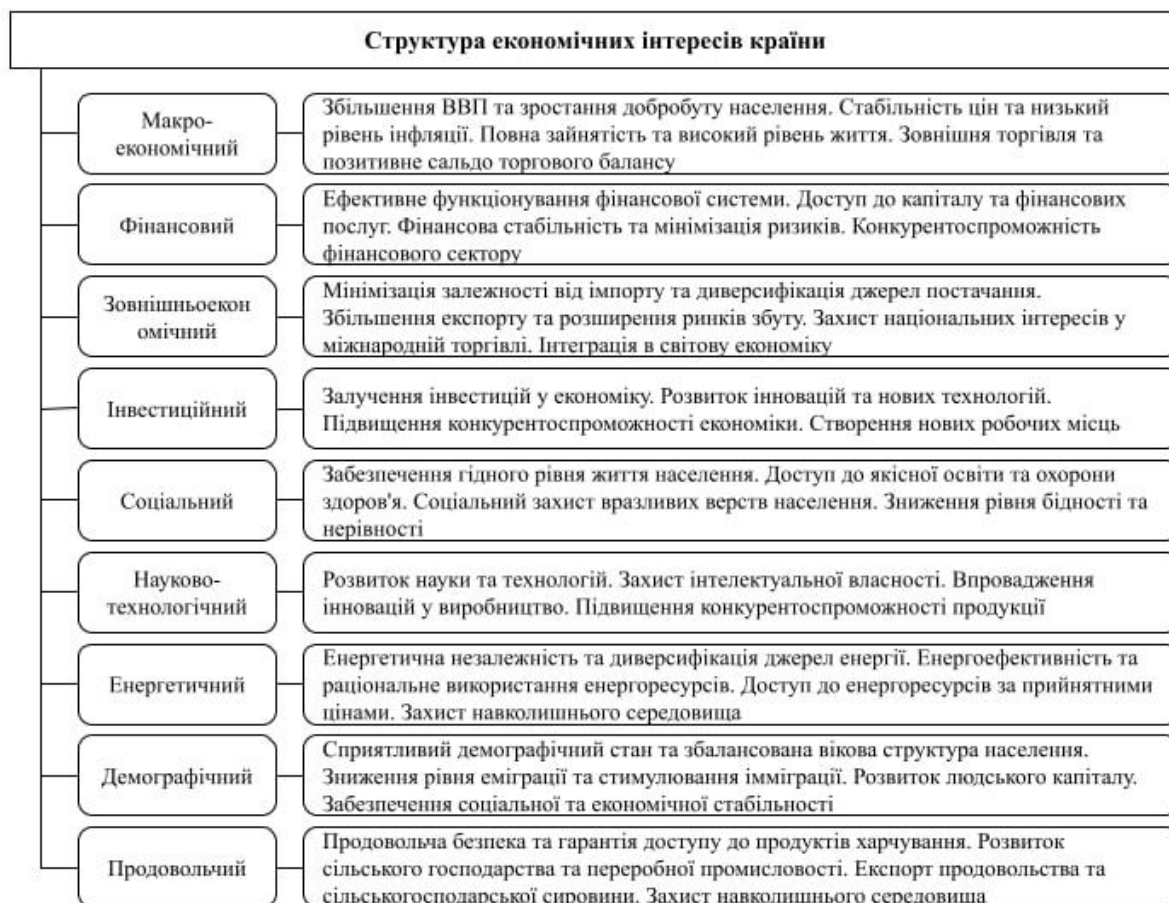 Структура економічних інтересів країни
Макро-
економічний
Збільшення ВВП та зростання добробуту населення. Стабільність цін та низький
рівень інфляції. Повна зайнятість та високий рівень життя. Зовнішня торгівля та
позитивне сальдо торгового балансу
Фінансовий
Ефективне функціонування фінансової системи. Доступ до капіталу та фінансових
послуг. Фінансова стабільність та мінімізація ризиків. Конкурентоспроможність
фінансового сектору
Зовнішньоекон
омічний
Мінімізація залежності від імпорту та диверсифікація джерел постачання.
Збільшення експорту та розширення ринків збуту. Захист національних інтересів у
міжнародній торгівлі. Інтеграція в світову економіку
Інвестиційний
Залучення інвестицій у економіку. Розвиток інновацій та нових технологій.
Підвищення конкурентоспроможності економіки. Створення нових робочих місць
Соціальний
Забезпечення гідного рівня життя населення. Доступ до якісної освіти та охорони
здоров'я. Соціальний захист вразливих верств населення. Зниження рівня бідності та
нерівності
Науково-
технологічний
Розвиток науки та технологій. Захист інтелектуальної власності. Впровадження
інновацій у виробництво. Підвищення конкурентоспроможності продукції
Енергетичний
Енергетична незалежність та диверсифікація джерел енергії. Енергоефективність та
раціональне використання енергоресурсів. Доступ до енергоресурсів за прийнятними
цінами. Захист навколишнього середовища
Демографічний
Сприятливий демографічний стан та збалансована вікова структура населення.
Зниження рівня еміграції та стимулювання імміграції. Розвиток людського капіталу.
Забезпечення соціальної та економічної стабільності
Продовольчий
Продовольча безпека та гарантія доступу до продуктів харчування. Розвиток
сільського господарства та переробної промисловості. Експорт продовольства та
сільськогосподарської сировини. Захист навколишнього середовища